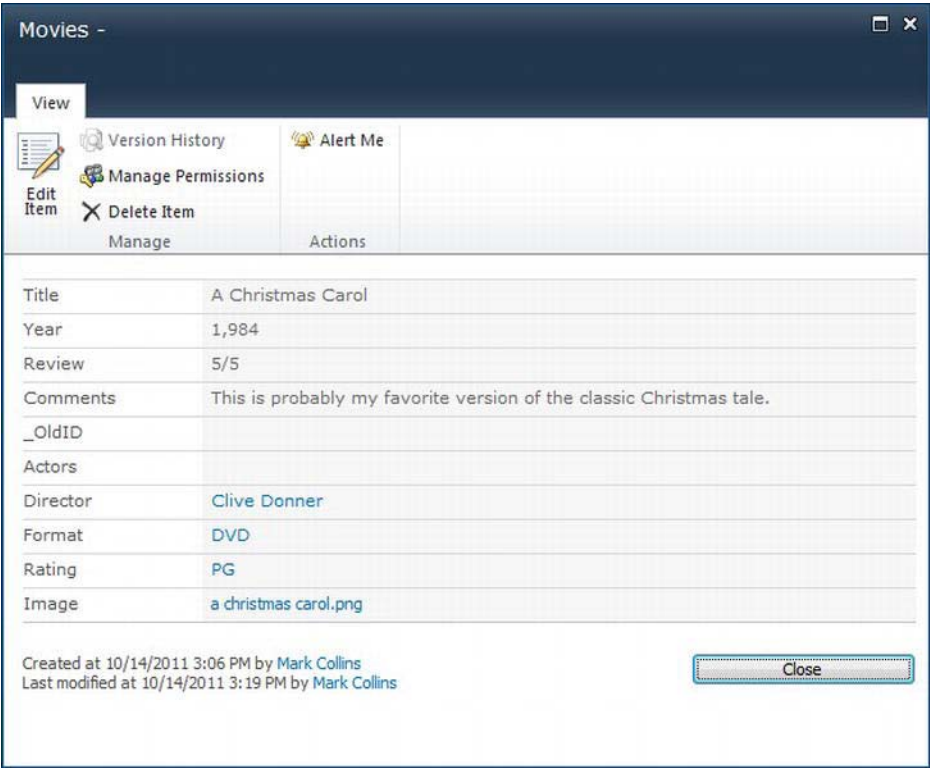 Movies -
View
Edit
Item
Version History
Manage Permissions
Delete Item
Manage
Alert Me
Actions
Title A Christmas Carol
Year 1,984
Review 5/5
Comments This is probably my favorite version of the classic Christmas tale.
_OldID
Actors
Director Clive Donner
Format DVD
Rating PG
Image a christmas carol.png
Created at 10/14/2011 3:06 PM by Mark Collins
Last modified at 10/14/2011 3:19 PM by Mark Collins
Close